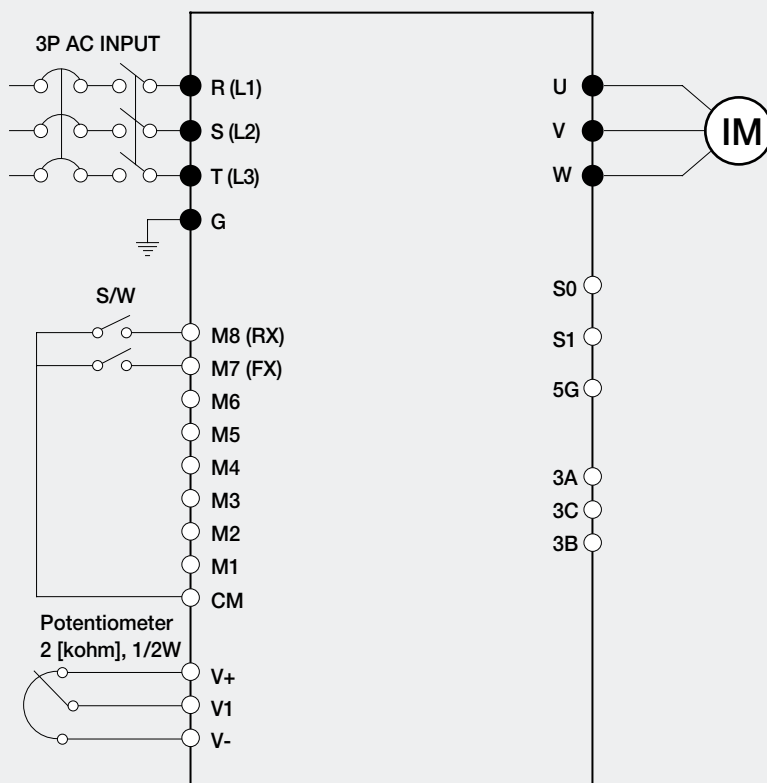 3P AC INPUT
R (L1)
S (L2)
T (L3)
G
S/W
M8 (RX)
M7 (FX)
M6
M5
M4
M3
M2
M1
CM
Potentiometer
2 [kohm], 1/2W
V+
V1
V-
U
V
W
IM
S0
S1
5G
3A
3C
3B